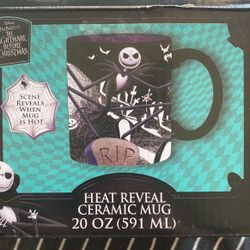 Disney
Tim Burton's
THE
NIGHTMARE
BEFORE
CHRISTMAS
SCENE
REVEALS
WHEN
MUG
IS HOT
R.I.P.
HEAT REVEAL
CERAMIC MUG
20 OZ (591 ML)